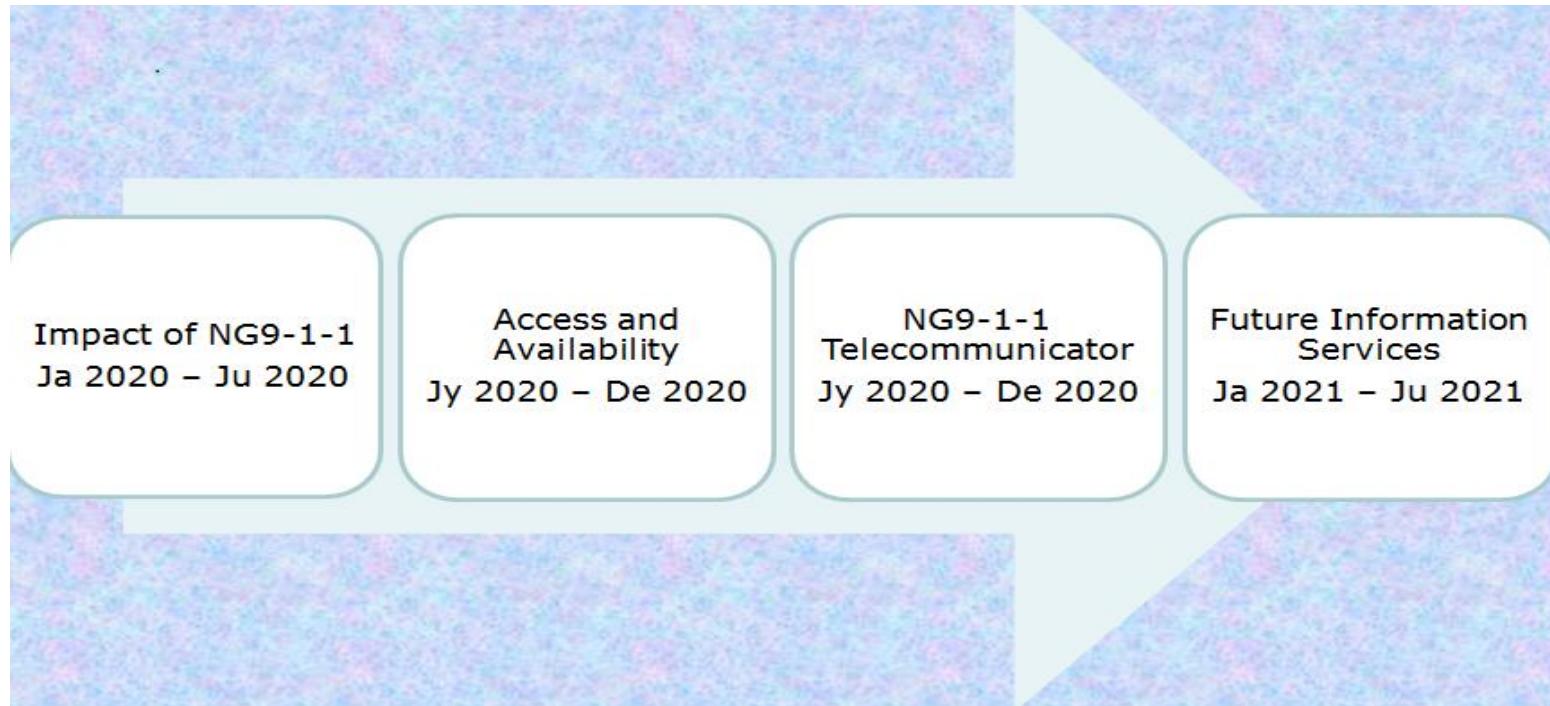 Impact of NG9-1-1
Ja 2020 – Ju 2020
Access and
Availability
Jy 2020 – De 2020
NG9-1-1
Telecommunicator
Jy 2020 – De 2020
Future Information
Services
Ja 2021 – Ju 2021